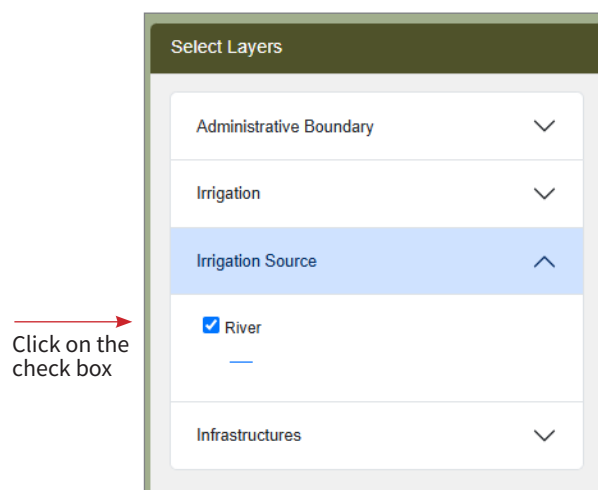 Select Layers
Administrative Boundary
Irrigation
Irrigation Source
River
Click on the
check box
Infrastructures